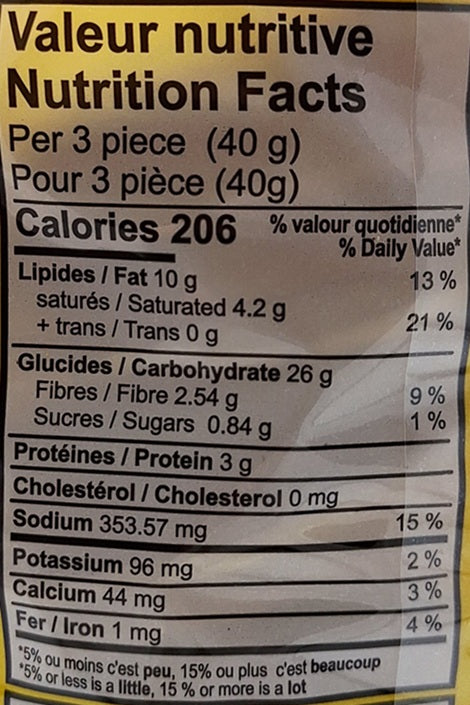 Valeur nutritive
Nutrition Facts
Per 3 piece (40 g)
Pour 3 pièce (40g)
Calories 206 % valour quotidienne*
% Daily Value*
Lipides / Fat 10 g 13 %
saturés / Saturated 4.2 g
+ trans / Trans 0 g 21 %
Glucides / Carbohydrate 26 g
Fibres / Fibre 2.54 g 9 %
Sucres / Sugars 0.84 g 1 %
Protéines / Protein 3 g
Cholestérol / Cholesterol 0 mg
Sodium 353.57 mg 15 %
Potassium 96 mg 2 %
Calcium 44 mg 3 %
Fer / Iron 1 mg 4 %
*5% ou moins c'est peu, 15% ou plus c'est beaucoup
*5% or less is a little, 15 % or more is a lot